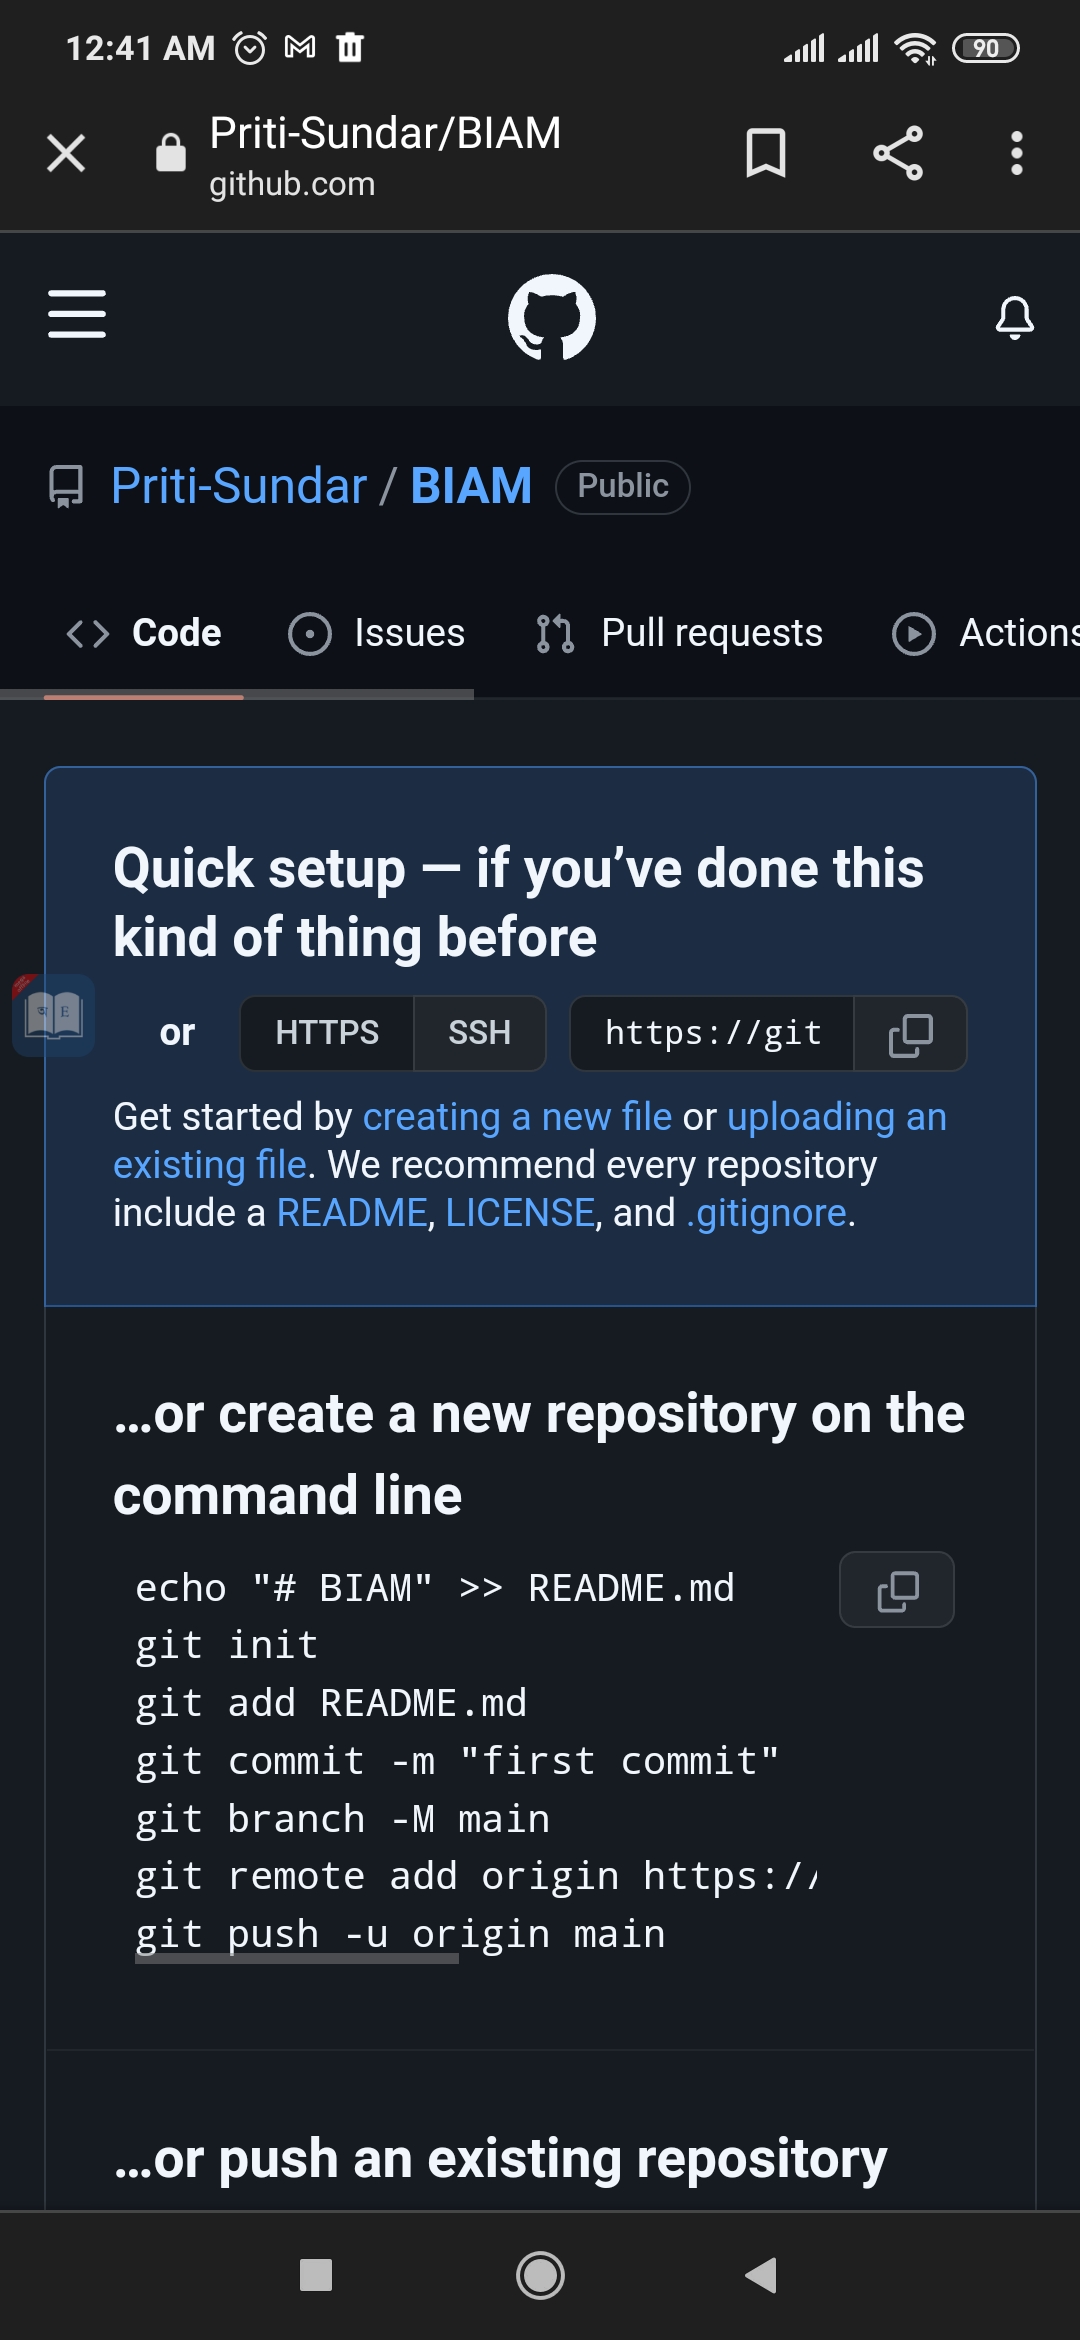 12:41 AM
90
Priti-Sundar/BIAM
github.com
Priti-Sundar / BIAM Public
Code Issues Pull requests Actions
Quick setup — if you’ve done this
kind of thing before
or HTTPS SSH https://git
Get started by creating a new file or uploading an
existing file. We recommend every repository
include a README, LICENSE, and .gitignore.
…or create a new repository on the
command line
echo "# BIAM" >> README.md
git init
git add README.md
git commit -m "first commit"
git branch -M main
git remote add origin https://
git push -u origin main
…or push an existing repository